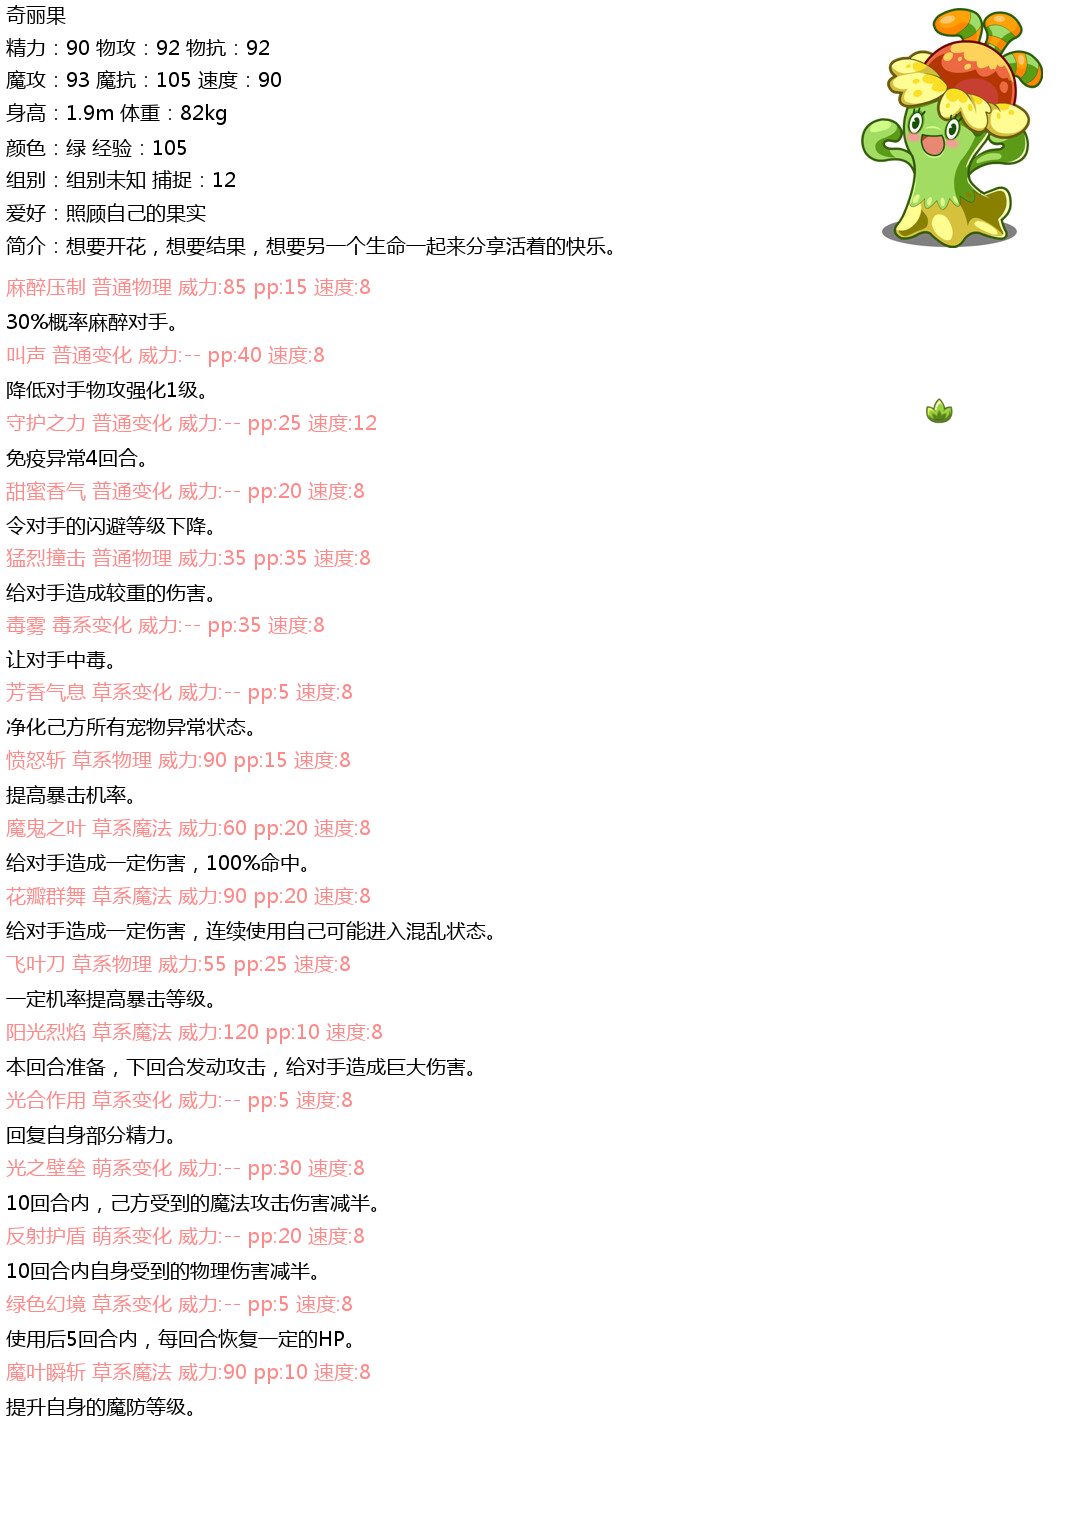 奇丽果
精力：90 物攻：92 物抗：92
魔攻：93 魔抗：105 速度：90
身高：1.9m 体重：82kg
颜色：绿 经验：105
组别：组别未知 捕捉：12
爱好：照顾自己的果实
简介：想要开花，想要结果，想要另一个生命一起来分享活着的快乐。
麻醉压制 普通物理 威力:85 pp:15 速度:8
30%概率麻醉对手。
叫声 普通变化 威力:-- pp:40 速度:8
降低对手物攻强化1级。
守护之力 普通变化 威力:-- pp:25 速度:12
免疫异常4回合。
甜蜜香气 普通变化 威力:-- pp:20 速度:8
令对手的闪避等级下降。
猛烈撞击 普通物理 威力:35 pp:35 速度:8
给对手造成较重的伤害。
毒雾 毒系变化 威力:-- pp:35 速度:8
让对手中毒。
芳香气息 草系变化 威力:-- pp:5 速度:8
净化己方所有宠物异常状态。
愤怒斩 草系物理 威力:90 pp:15 速度:8
提高暴击机率。
魔鬼之叶 草系魔法 威力:60 pp:20 速度:8
给对手造成一定伤害，100%命中。
花瓣群舞 草系魔法 威力:90 pp:20 速度:8
给对手造成一定伤害，连续使用自己可能进入混乱状态。
飞叶刀 草系物理 威力:55 pp:25 速度:8
一定机率提高暴击等级。
阳光烈焰 草系魔法 威力:120 pp:10 速度:8
本回合准备，下回合发动攻击，给对手造成巨大伤害。
光合作用 草系变化 威力:-- pp:5 速度:8
回复自身部分精力。
光之壁垒 萌系变化 威力:-- pp:30 速度:8
10回合内，己方受到的魔法攻击伤害减半。
反射护盾 萌系变化 威力:-- pp:20 速度:8
10回合内自身受到的物理伤害减半。
绿色幻境 草系变化 威力:-- pp:5 速度:8
使用后5回合内，每回合恢复一定的HP。
魔叶瞬斩 草系魔法 威力:90 pp:10 速度:8
提升自身的魔防等级。